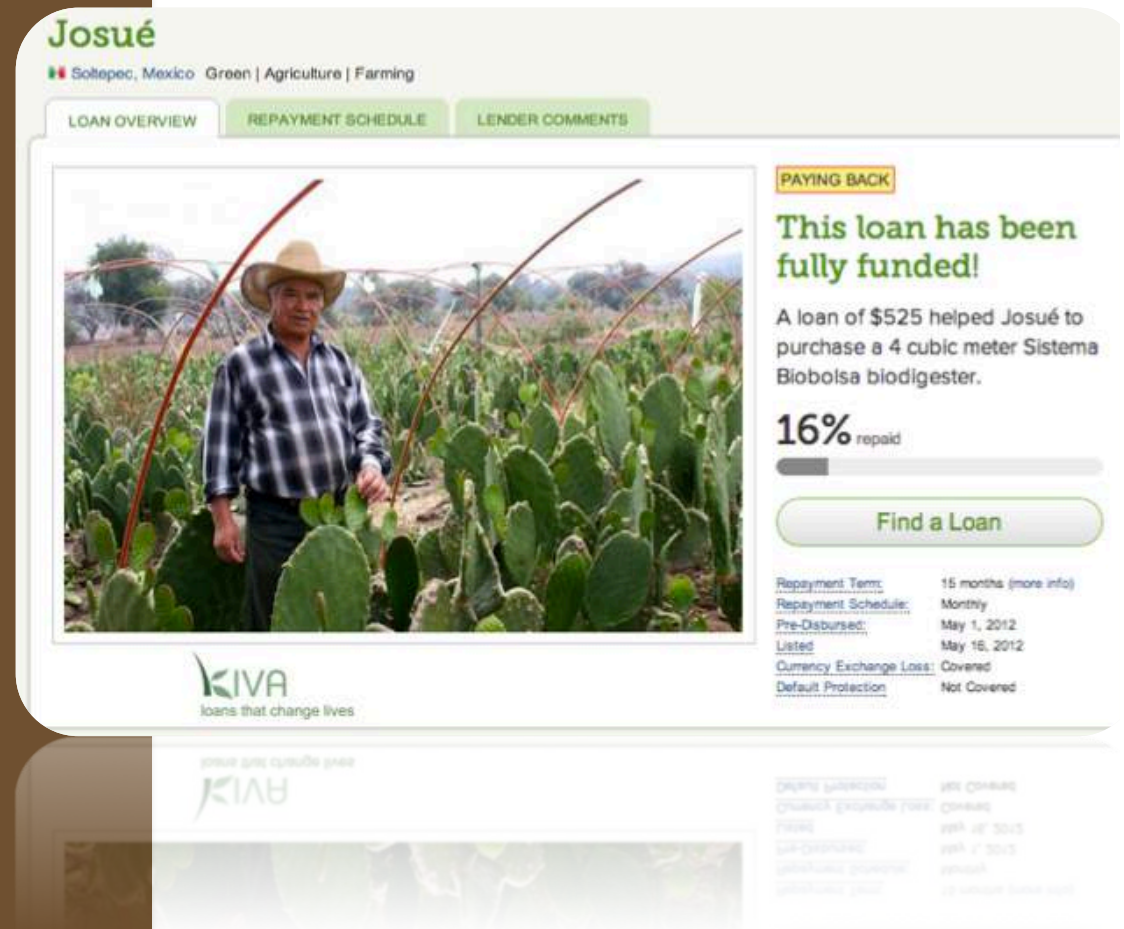 Josué
Soltepec, Mexico Green | Agriculture | Farming
LOAN OVERVIEW REPAYMENT SCHEDULE LENDER COMMENTS
PAYING BACK
This loan has been
fully funded!
A loan of $525 helped Josué to
purchase a 4 cubic meter Sistema
Biobolsa biodigester.
16% repaid
Find a Loan
Repayment Term: 15 months (more info)
Repayment Schedule: Monthly
Pre-Disbursed: May 1, 2012
Listed May 16, 2012
Currency Exchange Loss: Covered
Default Protection Not Covered
KIVA
loans that change lives